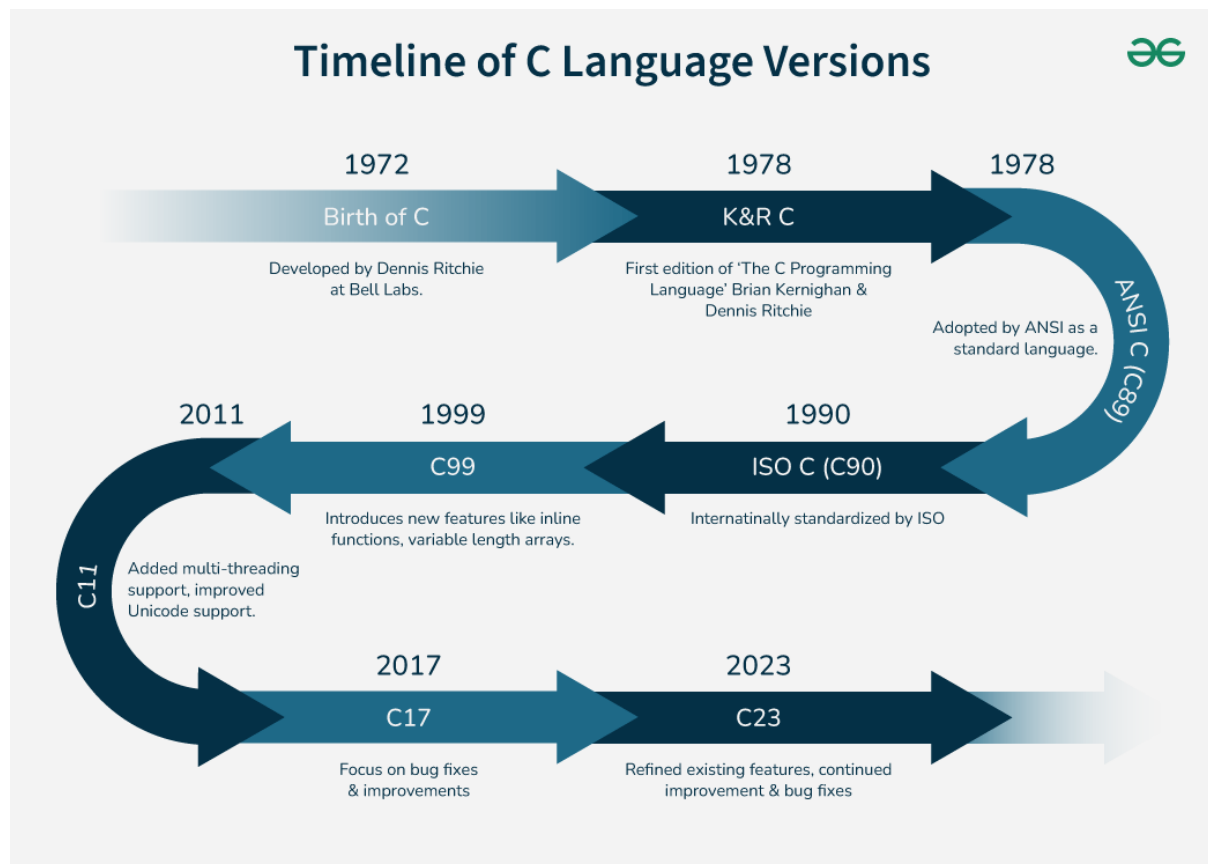 Timeline of C Language Versions
1972
Birth of C
Developed by Dennis Ritchie
at Bell Labs.
1978
K&R C
First edition of ‘The C Programming
Language’ Brian Kernighan &
Dennis Ritchie
1978
ANSI C (C89)
Adopted by ANSI as a
standard language.
1990
ISO C (C90)
Internatinally standardized by ISO
1999
C99
Introduces new features like inline
functions, variable length arrays.
2011
C11
Added multi-threading
support, improved
Unicode support.
2017
C17
Focus on bug fixes
& improvements
2023
C23
Refined existing features, continued
improvement & bug fixes